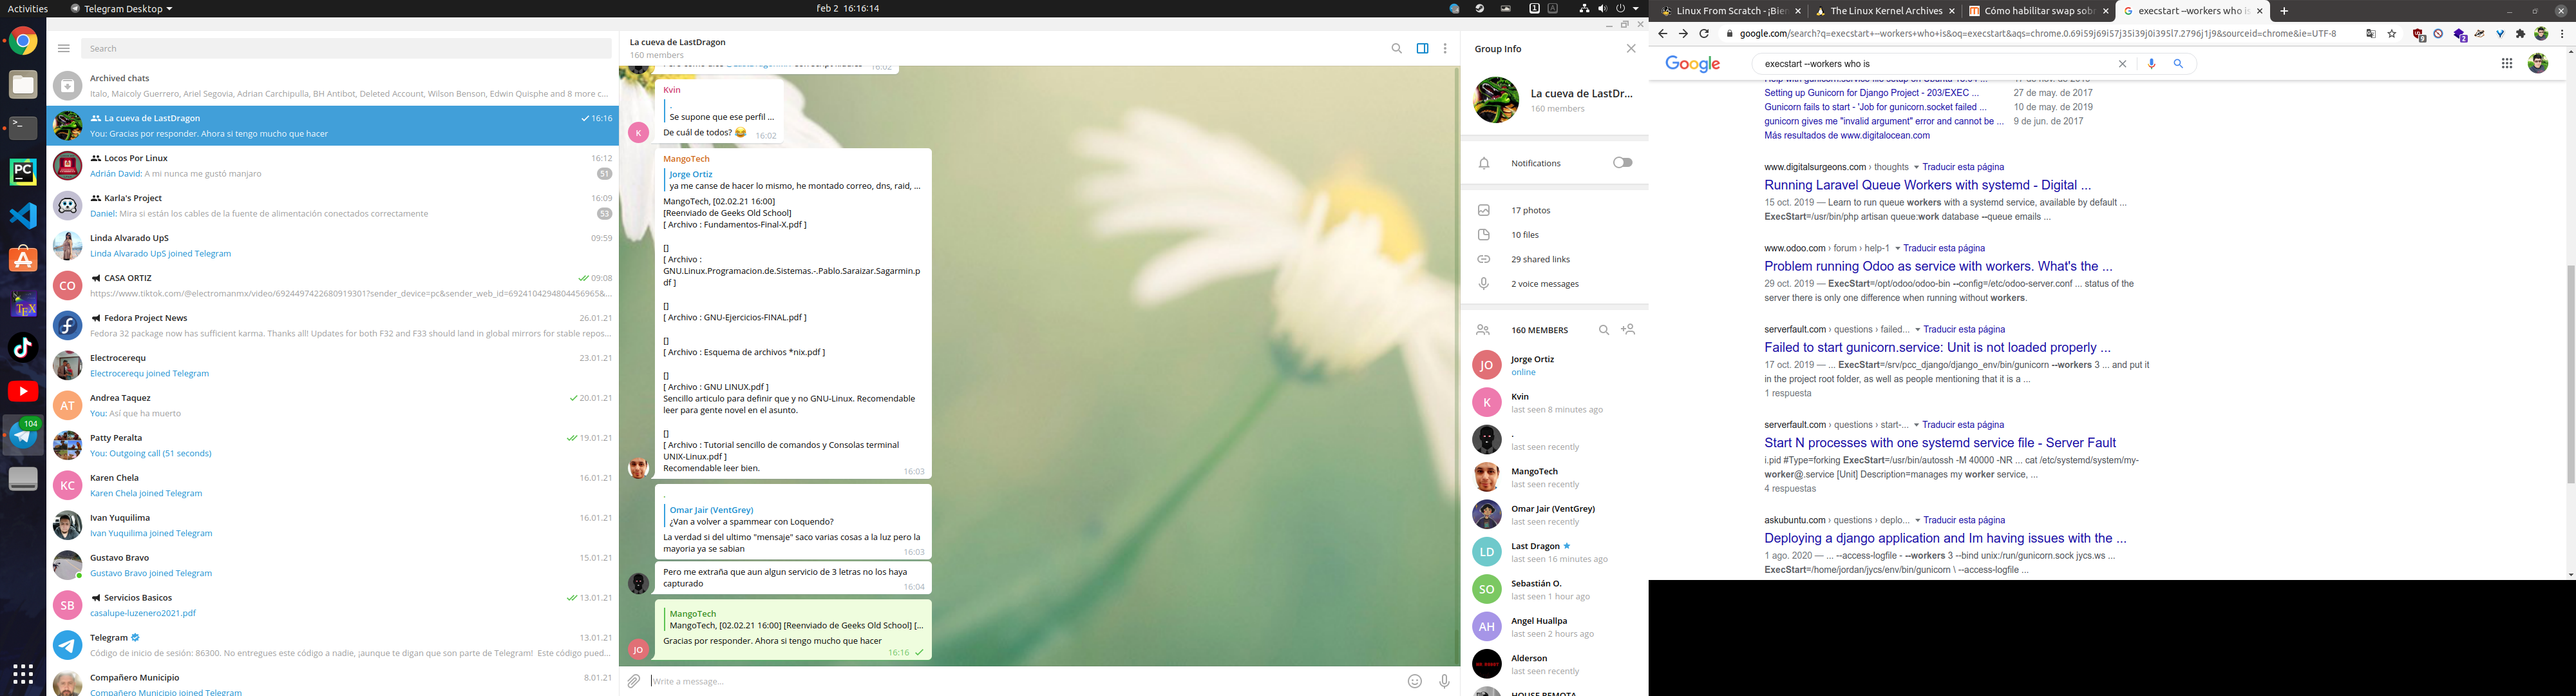 Activities
Telegram Desktop
feb 2 16:16:14
Search
Archived chats
Italo, Maicoly Guerrero, Ariel Segovia, Adrian Carchipulla, BH Antibot, Deleted Account, Wilson Benson, Edwin Quisphe and 8 more c...
La cueva de LastDragon
16:16
You: Gracias por responder. Ahora si tengo mucho que hacer
Locos Por Linux
16:12
Adrián David: A mi nunca me gustó manjaro
51
Karla's Project
16:09
Daniel: Mira si están los cables de la fuente de alimentación conectados correctamente
53
Linda Alvarado UpS
09:59
Linda Alvarado UpS joined Telegram
CO
CASA ORTIZ
09:08
https://www.tiktok.com/@electromanmx/video/6924497422680919301?sender_device=pc&sender_web_id=6924104294804456965&...
Fedora Project News
26.01.21
Fedora 32 package now has sufficient karma. Thanks all! Updates for both F32 and F33 should land in global mirrors for stable repos...
Electrocerequ
23.01.21
Electrocerequ joined Telegram
AT
Andrea Taquez
20.01.21
You: Así que ha muerto
Patty Peralta
19.01.21
You: Outgoing call (51 seconds)
KC
Karen Chela
16.01.21
Karen Chela joined Telegram
Ivan Yuquilima
16.01.21
Ivan Yuquilima joined Telegram
Gustavo Bravo
15.01.21
Gustavo Bravo joined Telegram
SB
Servicios Basicos
13.01.21
casalupe-luzenero2021.pdf
Telegram
13.01.21
Código de inicio de sesión: 86300. No entregues este código a nadie, ¡aunque te digan que son parte de Telegram! Este código pued...
Compañero Municipio
8.01.21
Compañero Municipio joined Telegram
PC
TEX
104
La cueva de LastDragon
160 members
16:02
Kvin
.
Se supone que ese perfil ...
De cuál de todos? 😂
16:02
K
MangoTech
Jorge Ortiz
ya me canse de hacer lo mismo, he montado correo, dns, raid, ...
MangoTech, [02.02.21 16:00]
[Reenviado de Geeks Old School]
[ Archivo : Fundamentos-Final-X.pdf ]
[]
[ Archivo :
GNU.Linux.Programacion.de.Sistemas.-.Pablo.Saraizar.Sagarmin.p
df ]
[]
[ Archivo : GNU-Ejercicios-FINAL.pdf ]
[]
[ Archivo : Esquema de archivos *nix.pdf ]
[]
[ Archivo : GNU LINUX.pdf ]
Sencillo articulo para definir que y no GNU-Linux. Recomendable
leer para gente novel en el asunto.
[]
[ Archivo : Tutorial sencillo de comandos y Consolas terminal
UNIX-Linux.pdf ]
Recomendable leer bien.
16:03
.
Omar Jair (VentGrey)
¿Van a volver a spammear con Loquendo?
La verdad si del ultimo "mensaje" saco varias cosas a la luz pero la
mayoria ya se sabian
16:03
Pero me extraña que aun algun servicio de 3 letras no los haya
capturado
16:04
MangoTech
MangoTech, [02.02.21 16:00] [Reenviado de Geeks Old School] [...
Gracias por responder. Ahora si tengo mucho que hacer
16:16
JO
Write a message...
Group Info
La cueva de LastDr...
160 members
Notifications
17 photos
10 files
29 shared links
2 voice messages
160 MEMBERS
JO
Jorge Ortiz
online
K
Kvin
last seen 8 minutes ago
.
last seen recently
MangoTech
last seen recently
Omar Jair (VentGrey)
last seen recently
LD
Last Dragon
last seen 16 minutes ago
SO
Sebastián O.
last seen 1 hour ago
AH
Angel Huallpa
last seen 2 hours ago
Alderson
last seen recently
HOUSE REMOTA
Linux From Scratch - ¡Bien
The Linux Kernel Archives
Cómo habilitar swap sob
execstart --workers who is
google.com/search?q=execstart+--workers+who+is&oq=execstart&aqs=chrome.0.69i59j69i57j35i39j0i395l7.2796j1j9&sourceid=chrome&ie=UTF-8
Google
execstart --workers who is
Help with gunicorn.service file setup on Ubuntu 16.04 ...
Setting up Gunicorn for Django Project - 203/EXEC ...
27 de may. de 2018
Gunicorn fails to start - 'Job for gunicorn.socket failed ...
10 de may. de 2019
gunicorn gives me "invalid argument" error and cannot be ...
9 de jun. de 2017
Más resultados de www.digitalocean.com
www.digitalsurgeons.com › thoughts
Traducir esta página
Running Laravel Queue Workers with systemd - Digital ...
15 oct. 2019 — Learn to run queue workers with a systemd service, available by default ...
ExecStart=/usr/bin/php artisan queue:work database --queue emails ...
www.odoo.com › forum › help-1
Traducir esta página
Problem running Odoo as service with workers. What's the ...
29 oct. 2019 — ExecStart=/opt/odoo/odoo-bin --config=/etc/odoo-server.conf ... status of the
server there is only one difference when running without workers.
serverfault.com › questions › failed...
Traducir esta página
Failed to start gunicorn.service: Unit is not loaded properly ...
17 oct. 2019 — ... ExecStart=/srv/pcc_django/django_env/bin/gunicorn --workers 3 ... and put it
in the project root folder, as well as people mentioning that it is a ...
1 respuesta
serverfault.com › questions › start-...
Traducir esta página
Start N processes with one systemd service file - Server Fault
i.pid #Type=forking ExecStart=/usr/bin/autossh -M 40000 -NR ... cat /etc/systemd/system/my-
worker@.service [Unit] Description=manages my worker service, ...
4 respuestas
askubuntu.com › questions › deplo...
Traducir esta página
Deploying a django application and Im having issues with the ...
1 ago. 2020 — ... --access-logfile - --workers 3 --bind unix:/run/gunicorn.sock jycs.ws ...
ExecStart=/home/jordan/jycs/env/bin/gunicorn \ --access-logfile ...